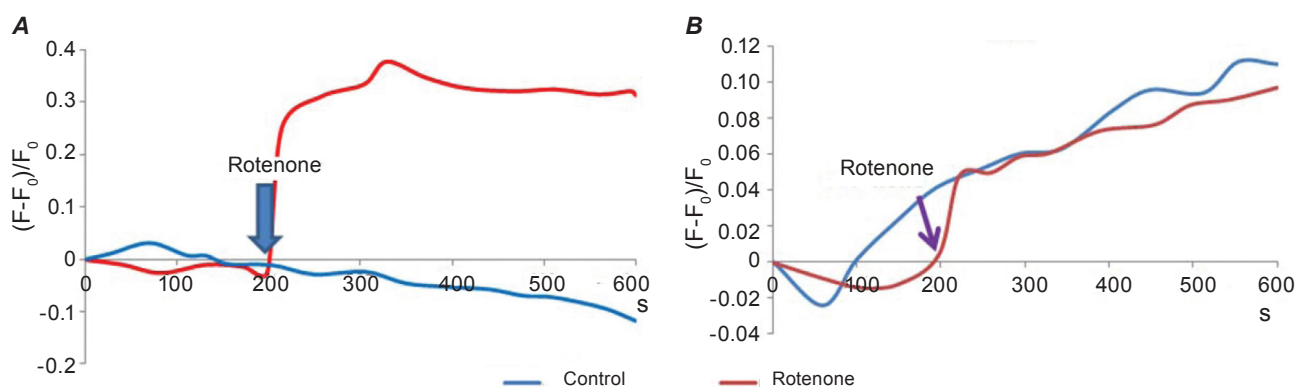 A
(F-F0)/F0
0.4
0.3
0.2
0.1
0
-0.1
-0.2
Rotenone
0 100 200 300 400 500 600
s
B
(F-F0)/F0
0.12
0.10
0.08
0.06
0.04
0.02
0
-0.02
-0.04
Rotenone
0 100 200 300 400 500 600
s
Control Rotenone